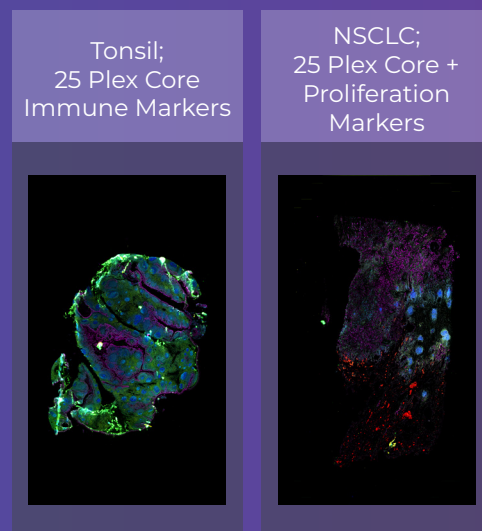 Tonsil;
25 Plex Core
Immune Markers
NSCLC;
25 Plex Core +
Proliferation
Markers